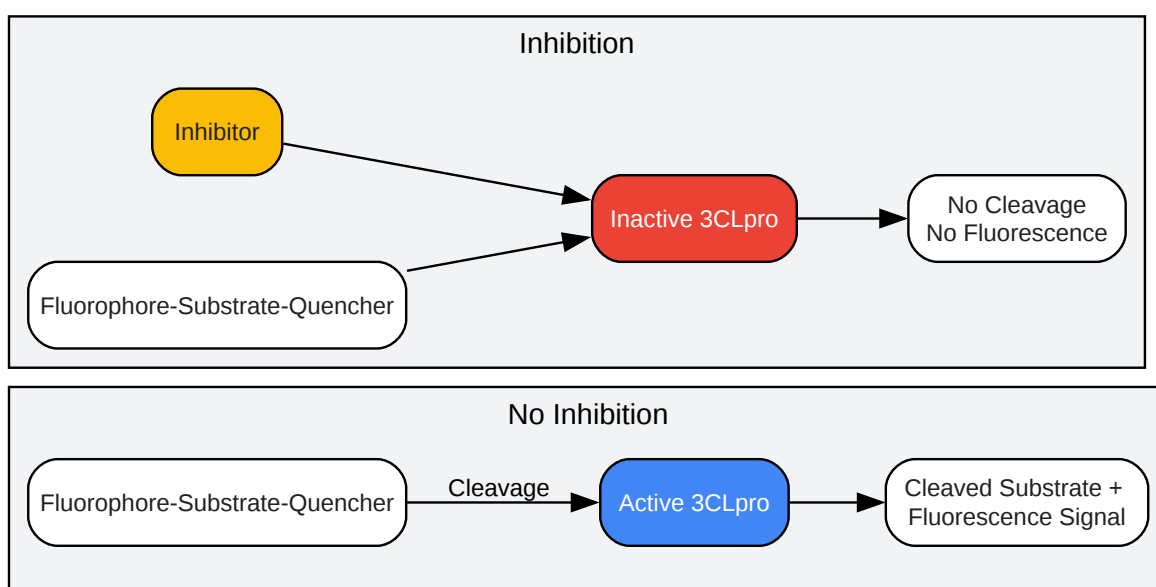 Inhibition
Inhibitor
Inactive 3CLpro
No Cleavage
No Fluorescence
Fluorophore-Substrate-Quencher
No Inhibition
Fluorophore-Substrate-Quencher
Cleavage
Active 3CLpro
Cleaved Substrate +
Fluorescence Signal